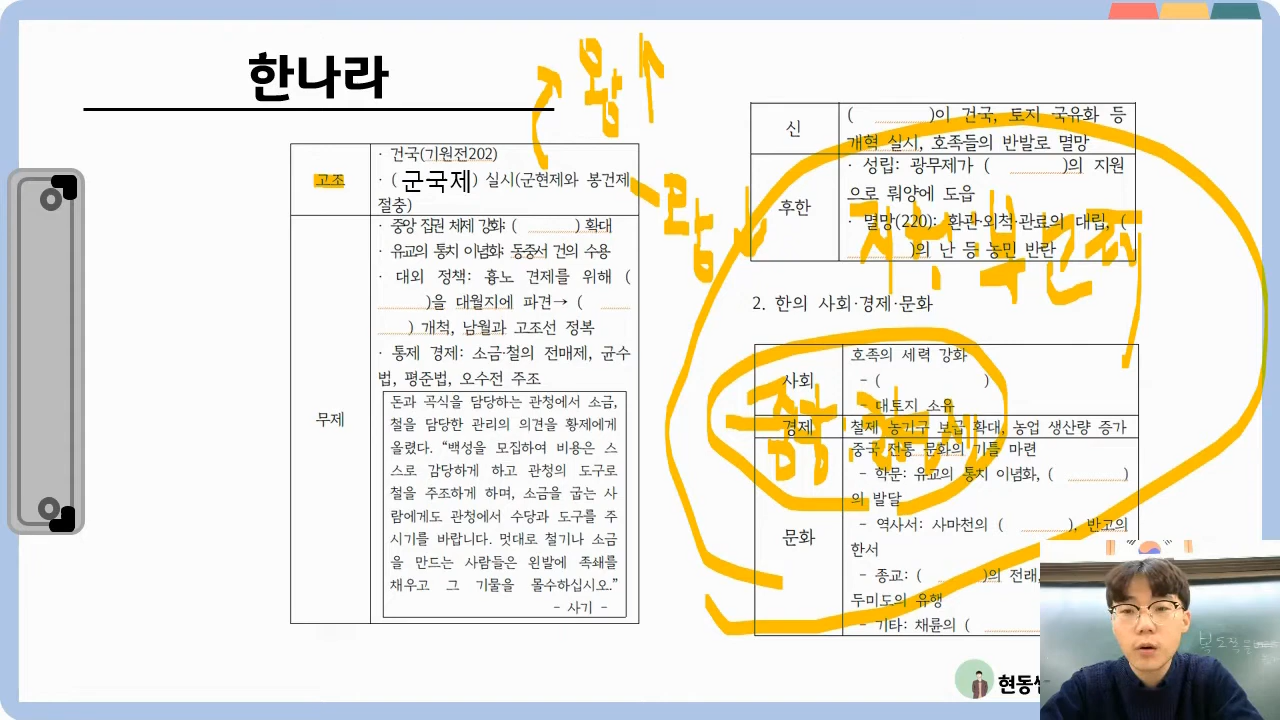 한나라
고조
· 건국(기원전202)
· ( 군국제 ) 실시(군현제와 봉건제
절충)
무제
· 중앙 집권 체제 강화: ( ) 확대
· 유교의 통치 이념화: 동중서 건의 수용
· 대외 정책: 흉노 견제를 위해 (
)을 대월지에 파견→ (
) 개척, 남월과 고조선 정복
· 통제 경제: 소금·철의 전매제, 균수
법, 평준법, 오수전 주조
돈과 곡식을 담당하는 관청에서 소금,
철을 담당한 관리의 의견을 황제에게
올렸다. “백성을 모집하여 비용은 스
스로 감당하게 하고 관청의 도구로
철을 주조하게 하며, 소금을 굽는 사
람에게도 관청에서 수당과 도구를 주
시기를 바랍니다. 멋대로 철기나 소금
을 만드는 사람들은 왼발에 족쇄를
채우고 그 기물을 몰수하십시오.”
- 사기 -
신
( )이 건국, 토지 국유화 등
개혁 실시, 호족들의 반발로 멸망
후한
· 성립: 광무제가 ( )의 지원
으로 뤄양에 도읍
· 멸망(220): 환관·외척·관료의 대립, (
)의 난 등 농민 반란
2. 한의 사회·경제·문화
사회
호족의 세력 강화
- ( )
- 대토지 소유
경제
철제 농기구 보급 확대, 농업 생산량 증가
문화
중국 전통 문화의 기틀 마련
- 학문: 유교의 통치 이념화, ( )
의 발달
- 역사서: 사마천의 ( ), 반고의
한서
- 종교: ( )의 전래,
두미도의 유행
- 기타: 채륜의 (
현동